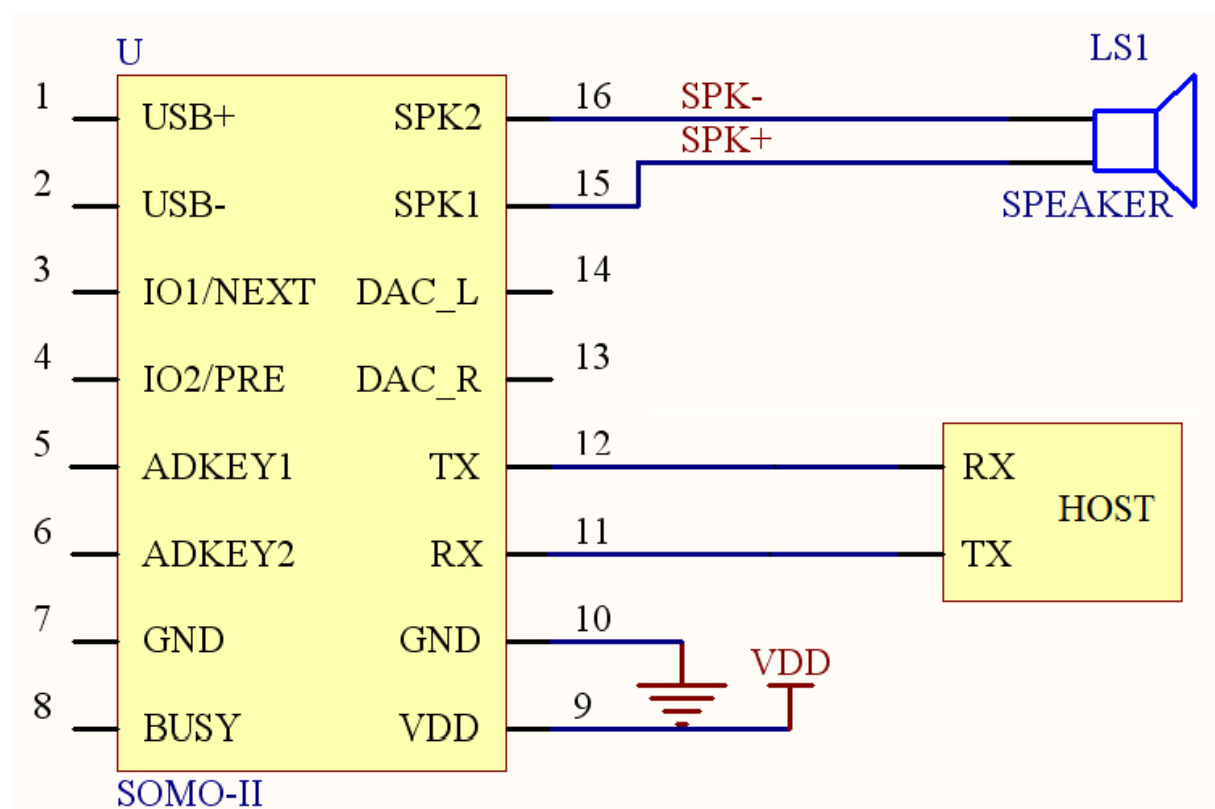 U
LS1
1 USB+ SPK2 16 SPK-
SPK+
2 USB- SPK1 15 SPEAKER
3 IO1/NEXT DAC_L 14
4 IO2/PRE DAC_R 13
5 ADKEY1 TX 12 RX
HOST
6 ADKEY2 RX 11 TX
7 GND GND 10
VDD
8 BUSY VDD 9
SOMO-II